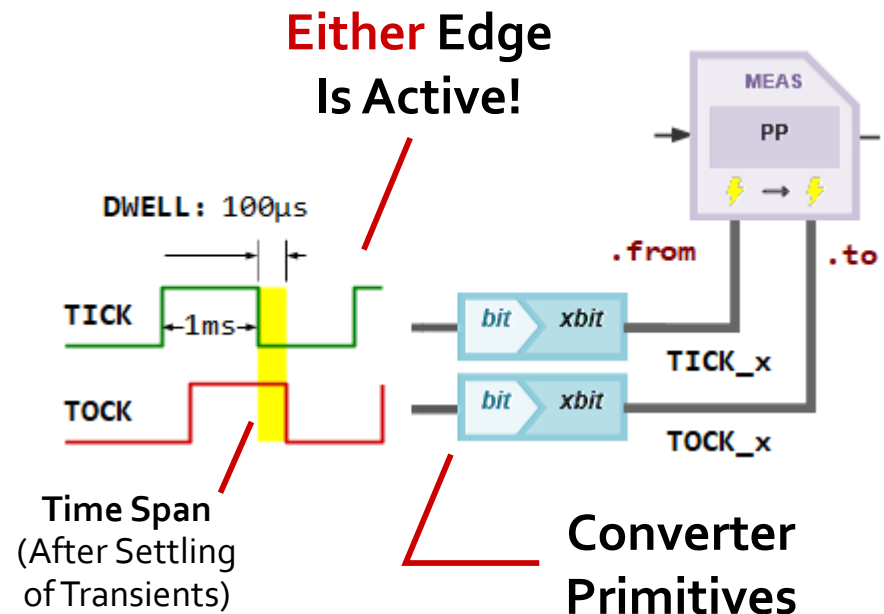 Either Edge
Is Active!
MEAS
PP
DWELL: 100µs
.from
.to
TICK
1ms
bit
xbit
TICK_x
TOCK
bit
xbit
TOCK_x
Time Span
(After Settling
of Transients)
Converter
Primitives